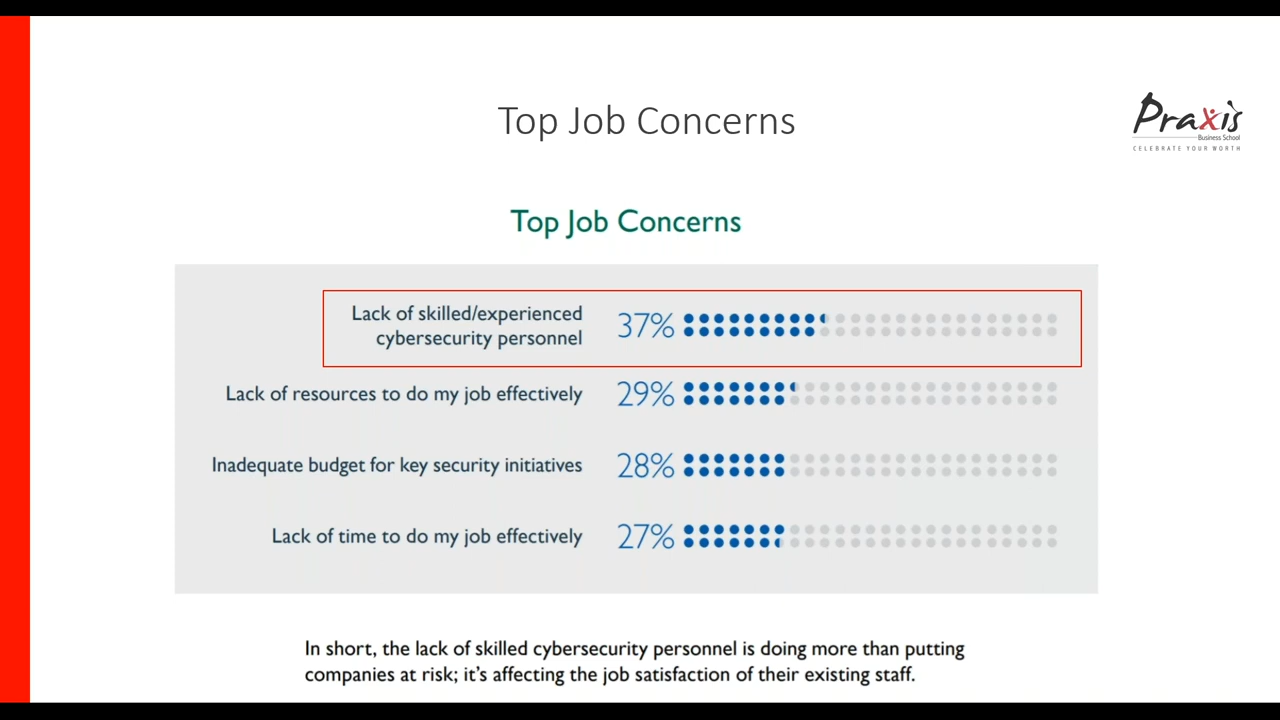 Top Job Concerns
Praxis
Business School
CELEBRATE YOUR WORTH
Top Job Concerns
Lack of skilled/experienced
cybersecurity personnel
37%
Lack of resources to do my job effectively
29%
Inadequate budget for key security initiatives
28%
Lack of time to do my job effectively
27%
In short, the lack of skilled cybersecurity personnel is doing more than putting
companies at risk; it's affecting the job satisfaction of their existing staff.